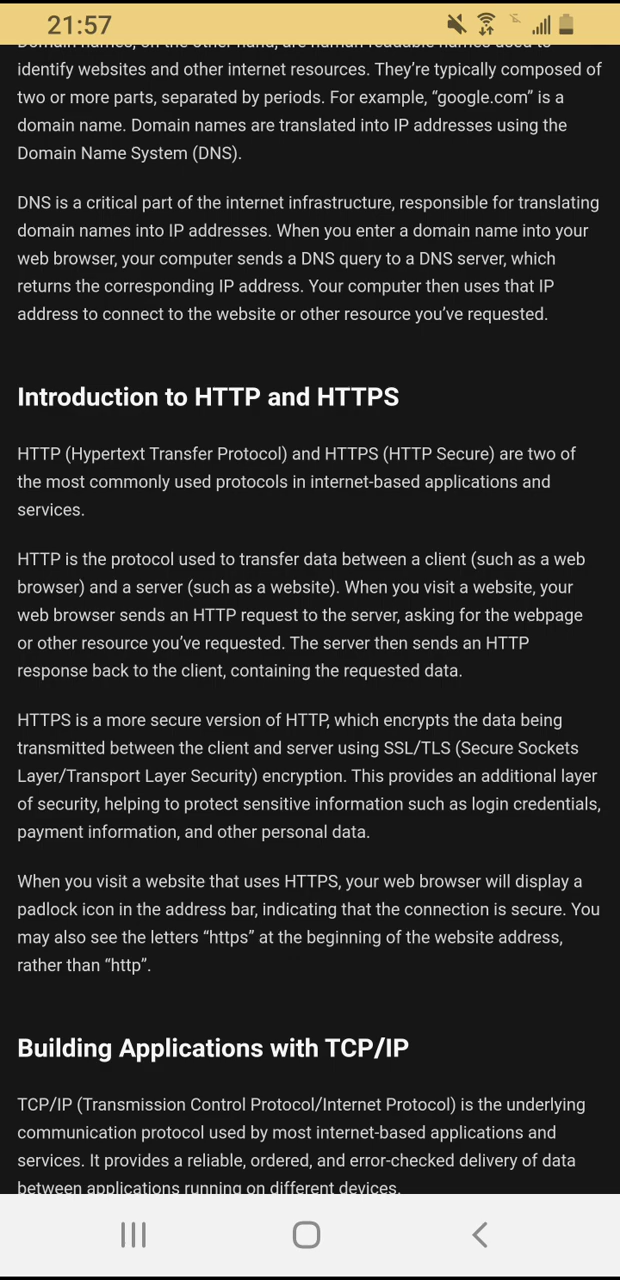 21:57
Domain names, on the other hand, are human-readable names used to
identify websites and other internet resources. They’re typically composed of
two or more parts, separated by periods. For example, “google.com” is a
domain name. Domain names are translated into IP addresses using the
Domain Name System (DNS).
DNS is a critical part of the internet infrastructure, responsible for translating
domain names into IP addresses. When you enter a domain name into your
web browser, your computer sends a DNS query to a DNS server, which
returns the corresponding IP address. Your computer then uses that IP
address to connect to the website or other resource you’ve requested.
Introduction to HTTP and HTTPS
HTTP (Hypertext Transfer Protocol) and HTTPS (HTTP Secure) are two of
the most commonly used protocols in internet-based applications and
services.
HTTP is the protocol used to transfer data between a client (such as a web
browser) and a server (such as a website). When you visit a website, your
web browser sends an HTTP request to the server, asking for the webpage
or other resource you’ve requested. The server then sends an HTTP
response back to the client, containing the requested data.
HTTPS is a more secure version of HTTP, which encrypts the data being
transmitted between the client and server using SSL/TLS (Secure Sockets
Layer/Transport Layer Security) encryption. This provides an additional layer
of security, helping to protect sensitive information such as login credentials,
payment information, and other personal data.
When you visit a website that uses HTTPS, your web browser will display a
padlock icon in the address bar, indicating that the connection is secure. You
may also see the letters “https” at the beginning of the website address,
rather than “http”.
Building Applications with TCP/IP
TCP/IP (Transmission Control Protocol/Internet Protocol) is the underlying
communication protocol used by most internet-based applications and
services. It provides a reliable, ordered, and error-checked delivery of data
between applications running on different devices.